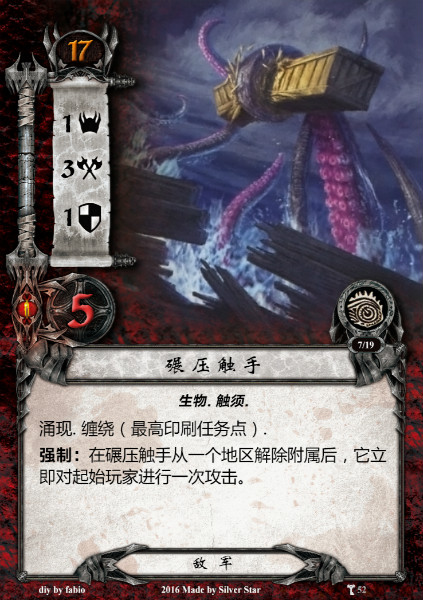 17
1
3
1
5
7/19
碾压触手
生物. 触须.
涌现. 缠绕（最高印刷任务点）.
强制：在碾压触手从一个地区解除附属后，它立
即对起始玩家进行一次攻击。
敌军
diy by fabio
2016 Made by Silver Star
52